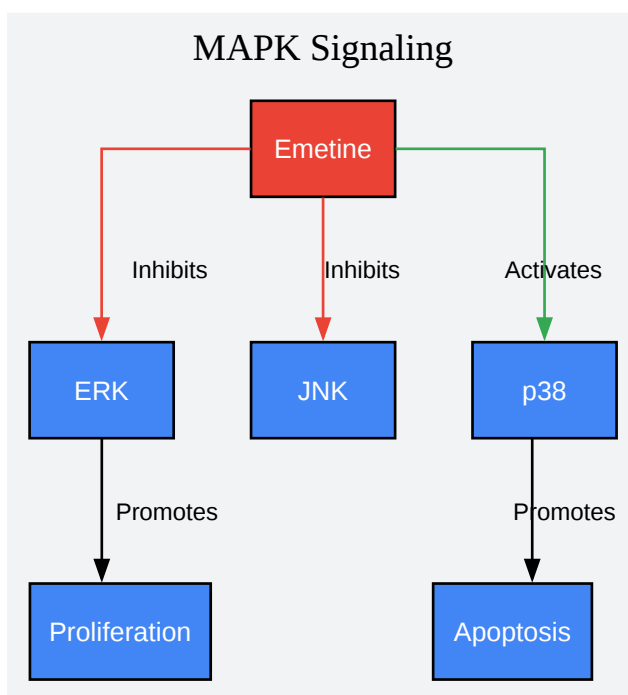 MAPK Signaling
Emetine
Inhibits
Inhibits
Activates
ERK
JNK
p38
Promotes
Promotes
Proliferation
Apoptosis